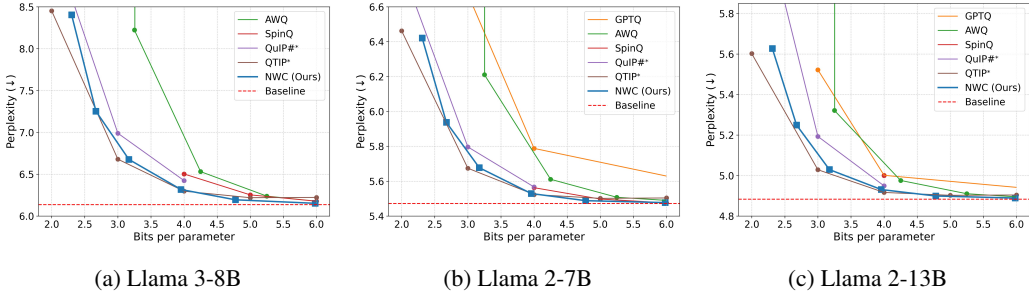 8.5
8.0
7.5
7.0
6.5
6.0
Perplexity (↓)
2.0 2.5 3.0 3.5 4.0 4.5 5.0 5.5 6.0
Bits per parameter
AWQ
SpinQ
QuIP#*
QTIP*
NWC (Ours)
Baseline
(a) Llama 3-8B
6.6
6.4
6.2
6.0
5.8
5.6
5.4
Perplexity (↓)
2.0 2.5 3.0 3.5 4.0 4.5 5.0 5.5 6.0
Bits per parameter
GPTQ
AWQ
SpinQ
QuIP#*
QTIP*
NWC (Ours)
Baseline
(b) Llama 2-7B
5.8
5.6
5.4
5.2
5.0
4.8
Perplexity (↓)
2.0 2.5 3.0 3.5 4.0 4.5 5.0 5.5 6.0
Bits per parameter
GPTQ
AWQ
SpinQ
QuIP#*
QTIP*
NWC (Ours)
Baseline
(c) Llama 2-13B